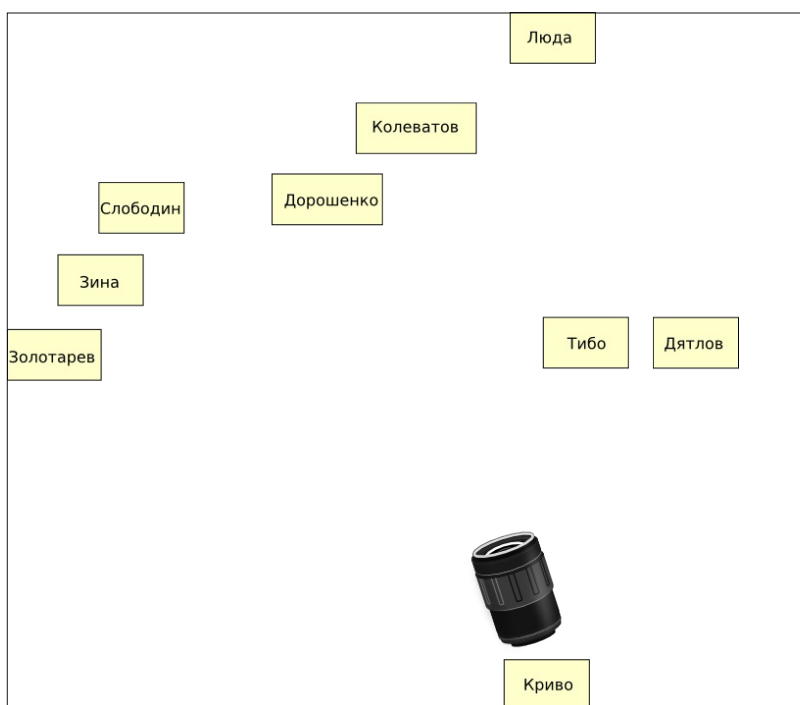 Люда
Колеватов
Дорошенко
Слободин
Зина
Тибо
Дятлов
Золотарев
Криво